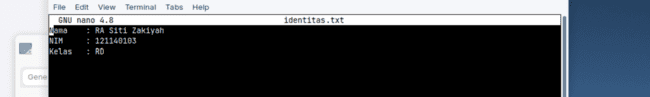 File Edit View Terminal Tabs Help
GNU nano 4.8 identitas.txt
Nama : RA Siti Zakiyah
NIM : 121140103
Kelas : RD
Gene